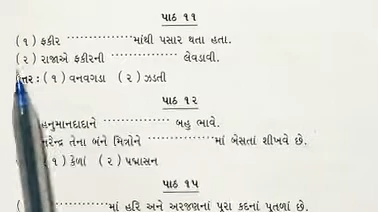 પાઠ ૧૧
(૧) ફકીર ............... માંથી પસાર થતા હતા.
(૨) રાજાએ ફકીરની ............... લેવડાવી.
(૧) વનવગડા (૨) ઝડતી
પાઠ ૧૨
હનુમાનદાદાને ............... બહુ ભાવે.
તેના બંને મિત્રોને ............... માં બેસતાં શીખવે છે.
૧) કેળાં (૨) પદ્માસન
પાઠ ૧૫
............... માં હરિ અને અરજણનાં પૂરા કદનાં પૂતળાં છે.